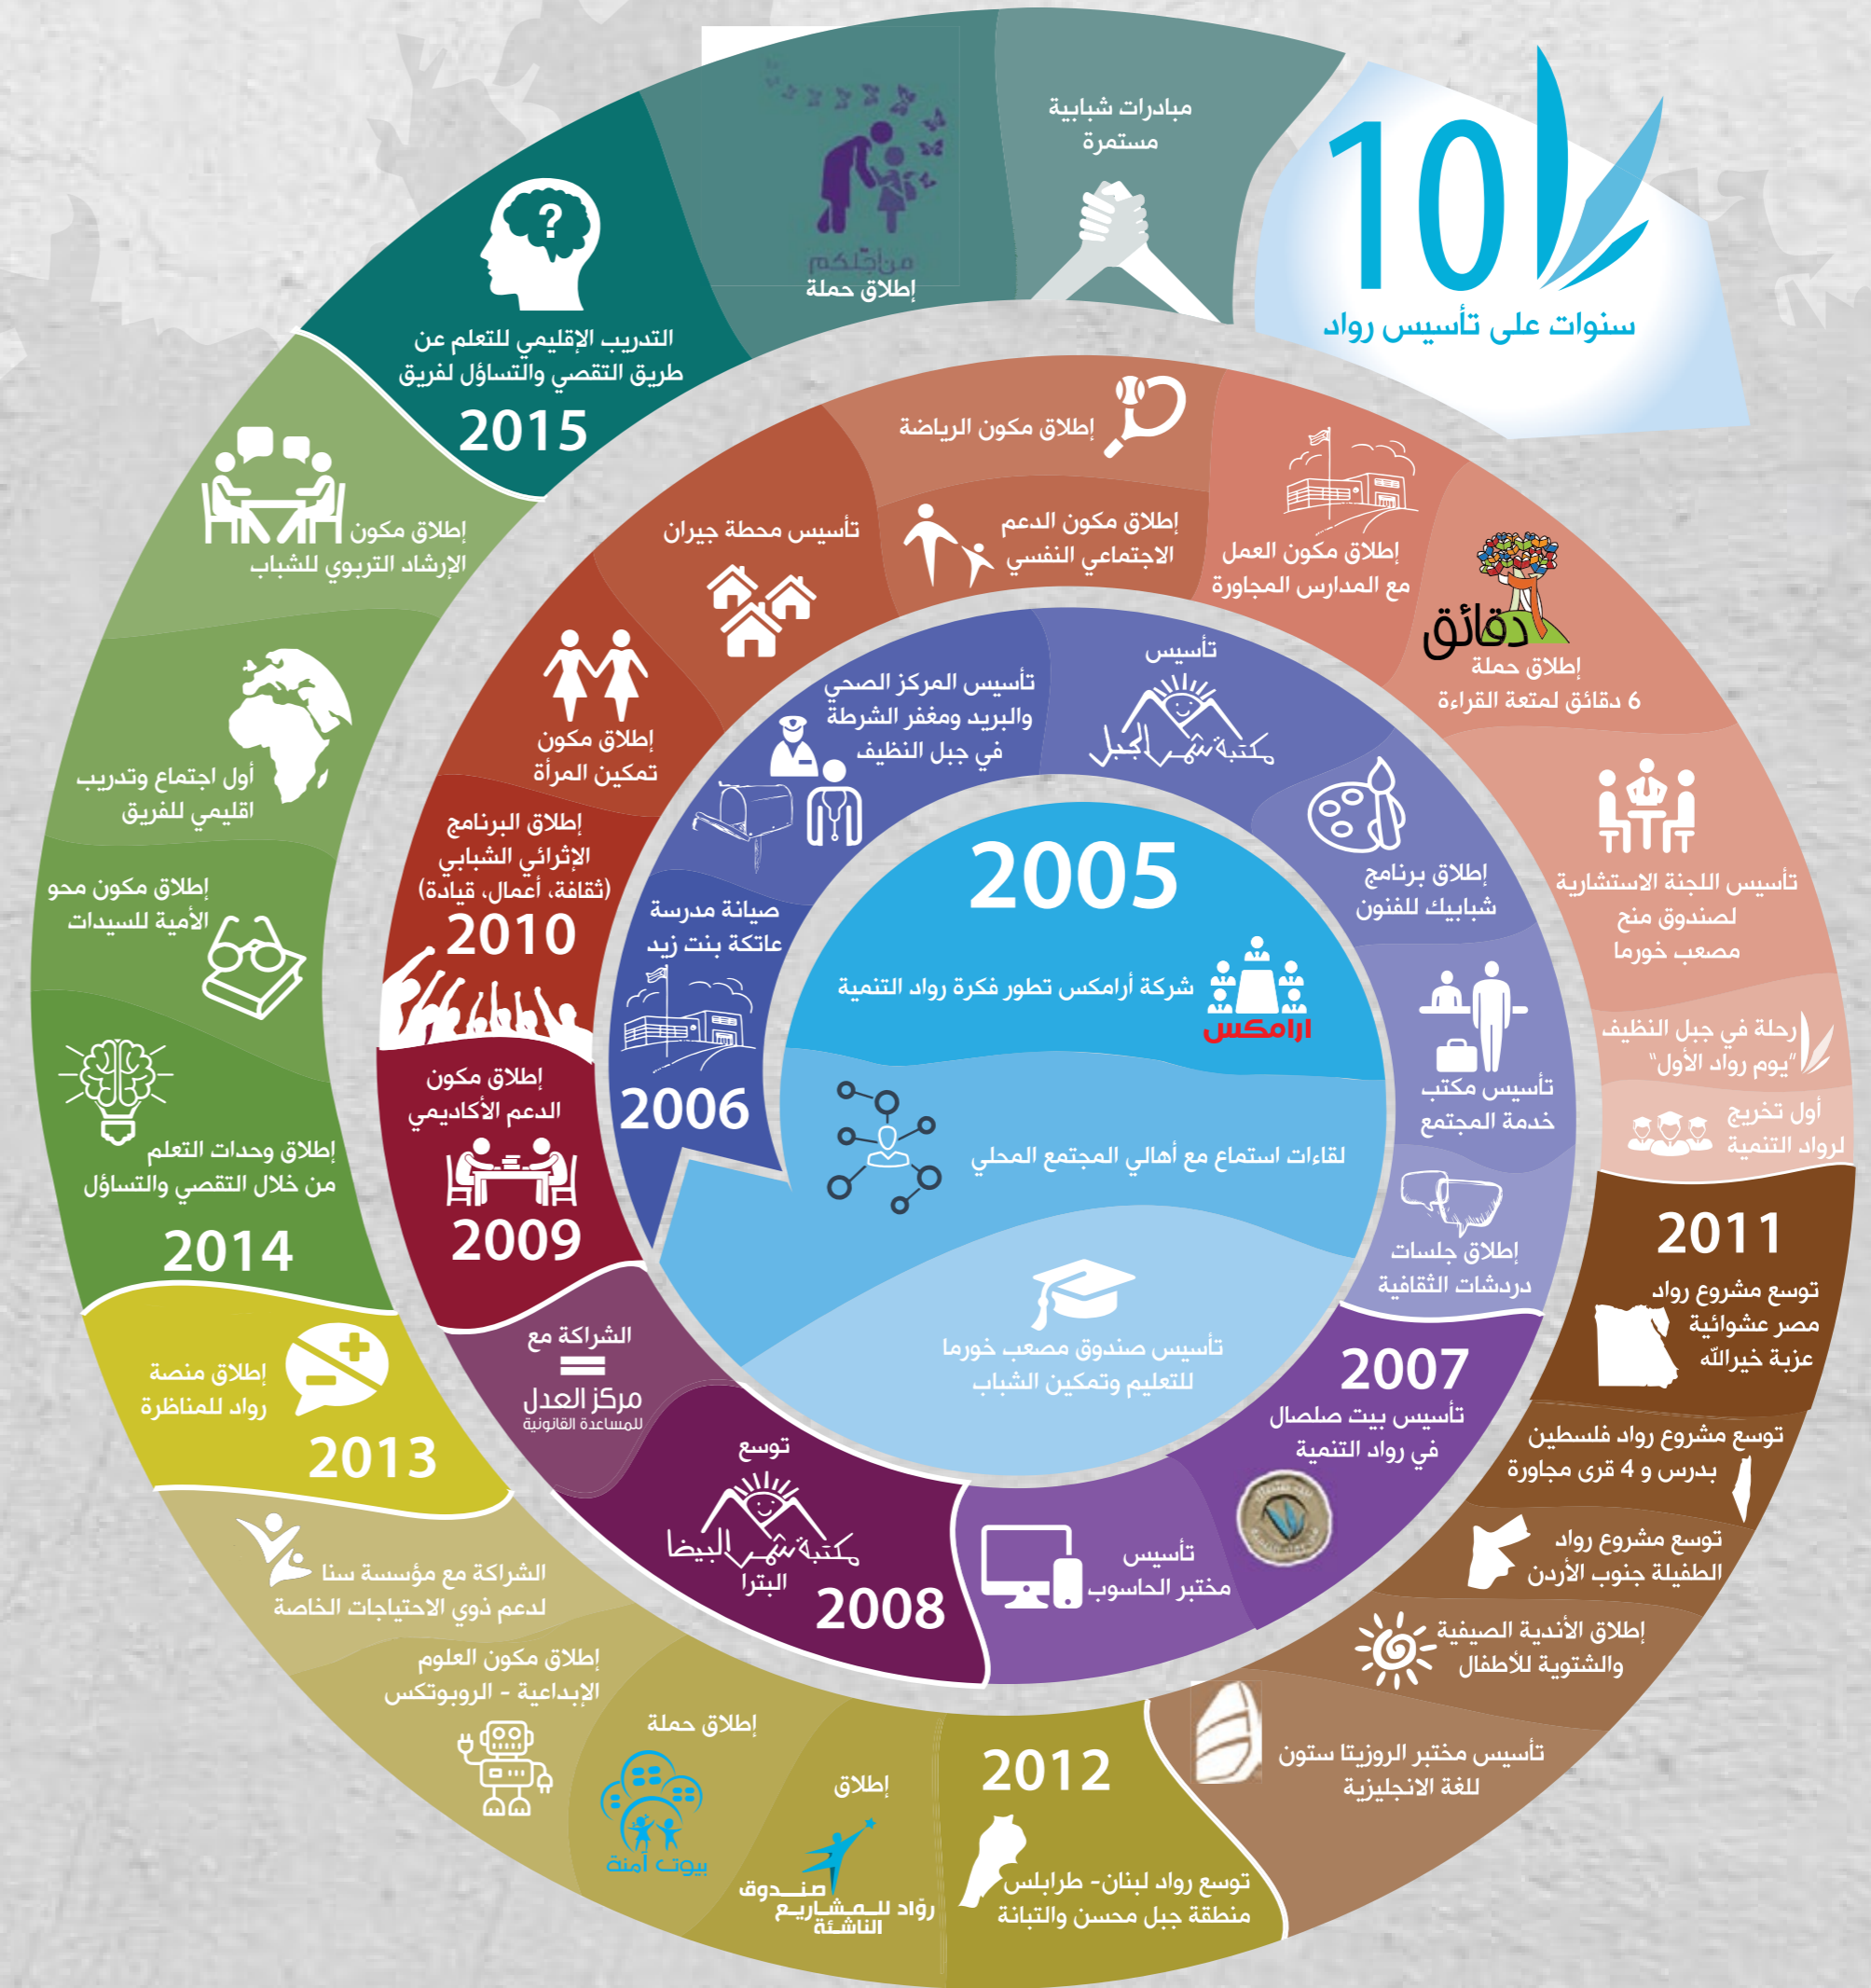 10
سنوات على تأسيس رواد
2005
شركة أرامكس تطور فكرة رواد التنمية
ارامكس
لقاءات استماع مع أهالي المجتمع المحلي
تأسيس صندوق مصعب خورما
للتعليم وتمكين الشباب
2006
صيانة مدرسة
عاتكة بنت زيد
تأسيس المركز الصحي
والبريد ومغفر الشرطة
في جبل النظيف
تأسيس
مكتبة شمس الجبل
إطلاق برنامج
شبابيك للفنون
تأسيس مكتب
خدمة المجتمع
إطلاق جلسات
دردشات الثقافية
2007
تأسيس بيت صلصال
في رواد التنمية
تأسيس
مختبر الحاسوب
2008
توسع
مكتبة شمس البيضا
البترا
الشراكة مع
مركز العدل
للمساعدة القانونية
2009
إطلاق مكون
الدعم الأكاديمي
2010
إطلاق البرنامج
الإثرائي الشبابي
(ثقافة، أعمال، قيادة)
إطلاق مكون
تمكين المرأة
تأسيس محطة جيران
إطلاق مكون الرياضة
إطلاق مكون الدعم
الاجتماعي النفسي
إطلاق مكون العمل
مع المدارس المجاورة
6 دقائق
إطلاق حملة
6 دقائق لمتعة القراءة
تأسيس اللجنة الاستشارية
لصندوق منح
مصعب خورما
رحلة في جبل النظيف
"يوم رواد الأول"
أول تخريج
لرواد التنمية
2011
توسع مشروع رواد
مصر عشوائية
عزبة خيرالله
توسع مشروع رواد فلسطين
بدرس و 4 قرى مجاورة
توسع مشروع رواد
الطفيلة جنوب الأردن
إطلاق الأندية الصيفية
والشتوية للأطفال
تأسيس مختبر الروزيتا ستون
للغة الانجليزية
2012
توسع رواد لبنان- طرابلس
منطقة جبل محسن والتبانة
إطلاق
صندوق
روّاد للمشاريع
الناشئة
إطلاق حملة
بيوت آمنة
إطلاق مكون العلوم
الإبداعية - الروبوتكس
الشراكة مع مؤسسة سنا
لدعم ذوي الاحتياجات الخاصة
2013
إطلاق منصة
رواد للمناظرة
2014
إطلاق وحدات التعلم
من خلال التقصي والتساؤل
إطلاق مكون محو
الأمية للسيدات
أول اجتماع وتدريب
اقليمي للفريق
إطلاق مكون
الإرشاد التربوي للشباب
2015
التدريب الإقليمي للتعلم عن
طريق التقصي والتساؤل لفريق
من أجلكم
إطلاق حملة
مبادرات شبابية
مستمرة